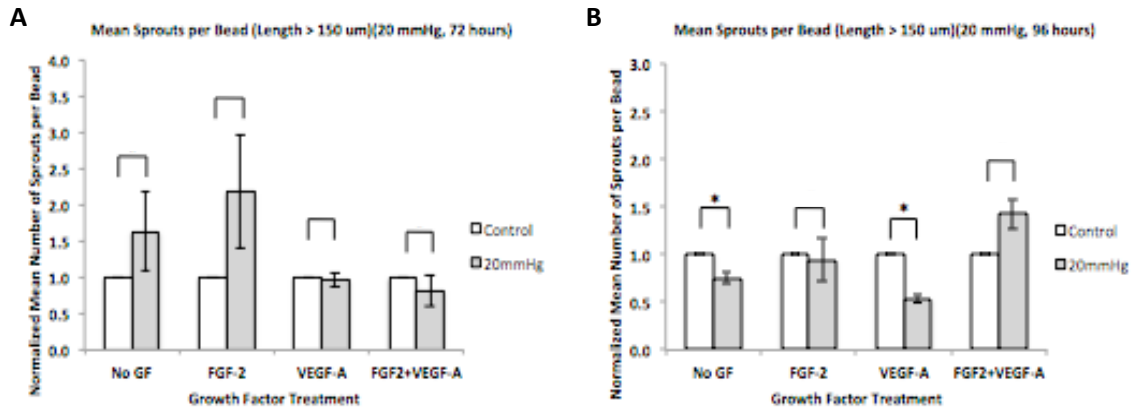 A
Mean Sprouts per Bead (Length > 150 um)(20 mmHg, 72 hours)
Normalized Mean Number of Sprouts per Bead
4.0
3.5
3.0
2.5
2.0
1.5
1.0
0.5
0.0
No GF
FGF-2
VEGF-A
FGF2+VEGF-A
Growth Factor Treatment
Control
20mmHg
B
Mean Sprouts per Bead (Length > 150 um)(20 mmHg, 96 hours)
Normalized Mean Number of Sprouts per Bead
3.0
2.5
2.0
1.5
1.0
0.5
0.0
*
*
No GF
FGF-2
VEGF-A
FGF2+VEGF-A
Growth Factor Treatment
Control
20mmHg